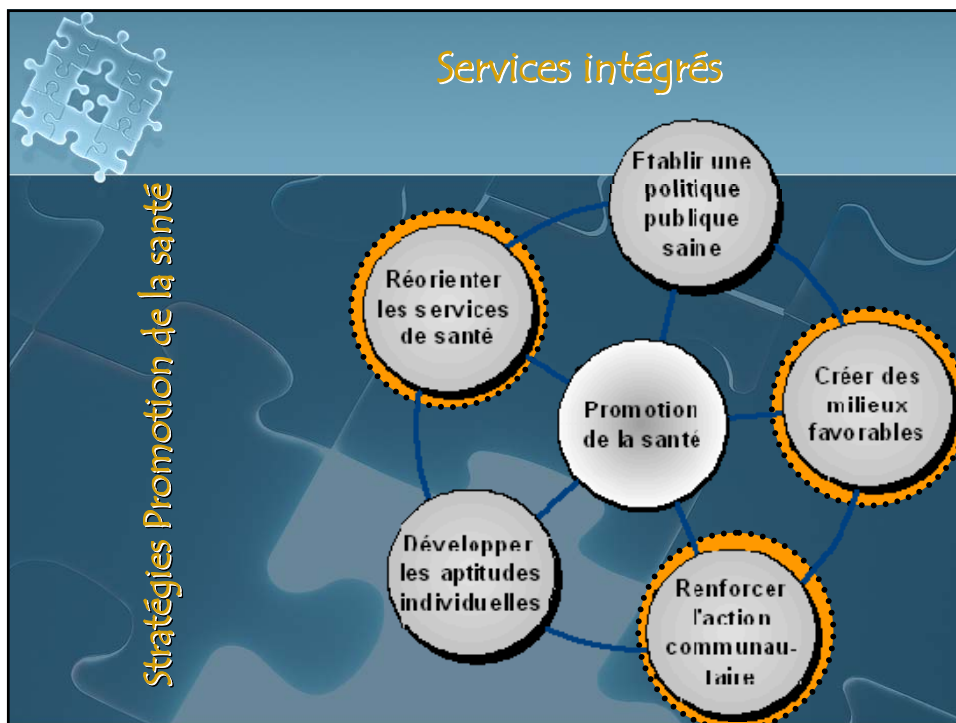 Services intégrés
Stratégies Promotion de la santé
Etablir une
politique
publique
saine
Réorienter
les services
de santé
Créer des
milieux
favorables
Promotion
de la santé
Développer
les aptitudes
individuelles
Renforcer
l'action
communau-
taire